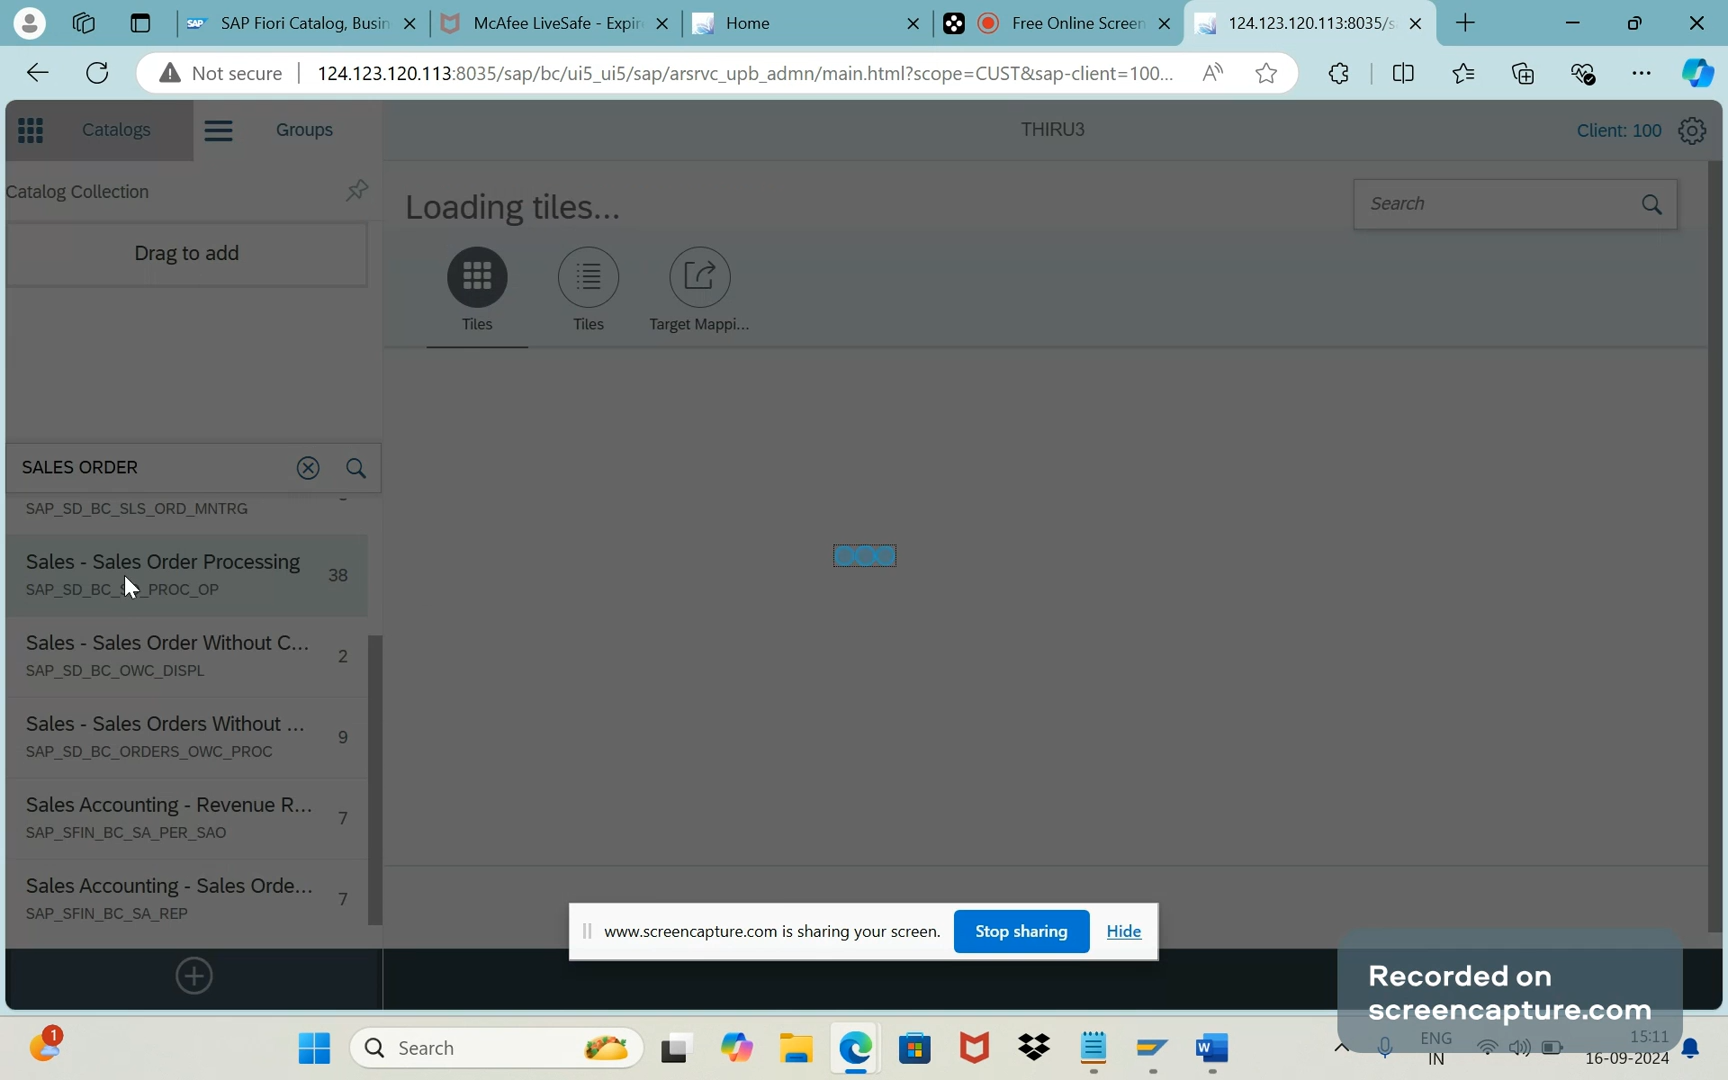 SAP Fiori Catalog, Busin
McAfee LiveSafe - Expir
Home
Free Online Screen
124.123.120.113:8035/s
Not secure
124.123.120.113:8035/sap/bc/ui5_ui5/sap/arsrvc_upb_admn/main.html?scope=CUST&sap-client=100...
Catalogs
Groups
THIRU3
Client: 100
Catalog Collection
Drag to add
Loading tiles...
Search
Tiles
Tiles
Target Mappi...
SALES ORDER
SAP_SD_BC_SLS_ORD_MNTRG
Sales - Sales Order Processing
38
PROC_OP
Sales - Sales Order Without C...
SAP_SD_BC_OWC_DISPL
2
Sales - Sales Orders Without ...
SAP_SD_BC_ORDERS_OWC_PROC
9
Sales Accounting - Revenue R...
SAP_SFIN_BC_SA_PER_SAO
7
Sales Accounting - Sales Orde...
SAP_SFIN_BC_SA_REP
7
www.screencapture.com is sharing your screen.
Stop sharing
Hide
Recorded on
screencapture.com
1
Search
ENG
IN
15:11
16-09-2024